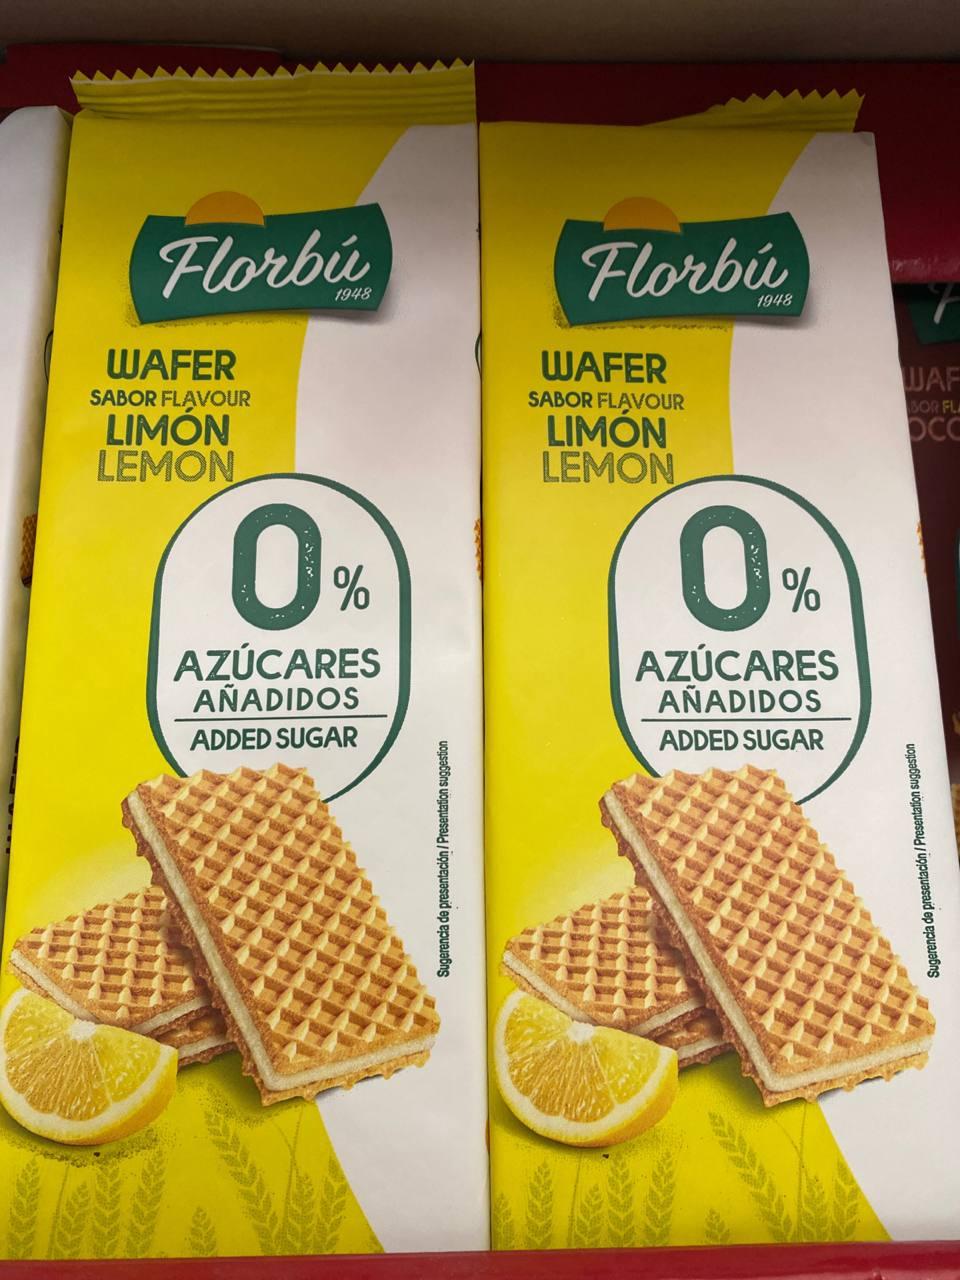 Florbú
1948
WAFER
SABOR FLAVOUR
LIMÓN
LEMON
0%
AZÚCARES
AÑADIDOS
ADDED SUGAR
Sugerencia de presentación / Presentation suggestion
Florbú
1948
WAFER
SABOR FLAVOUR
LIMÓN
LEMON
0%
AZÚCARES
AÑADIDOS
ADDED SUGAR
Sugerencia de presentación / Presentation suggestion